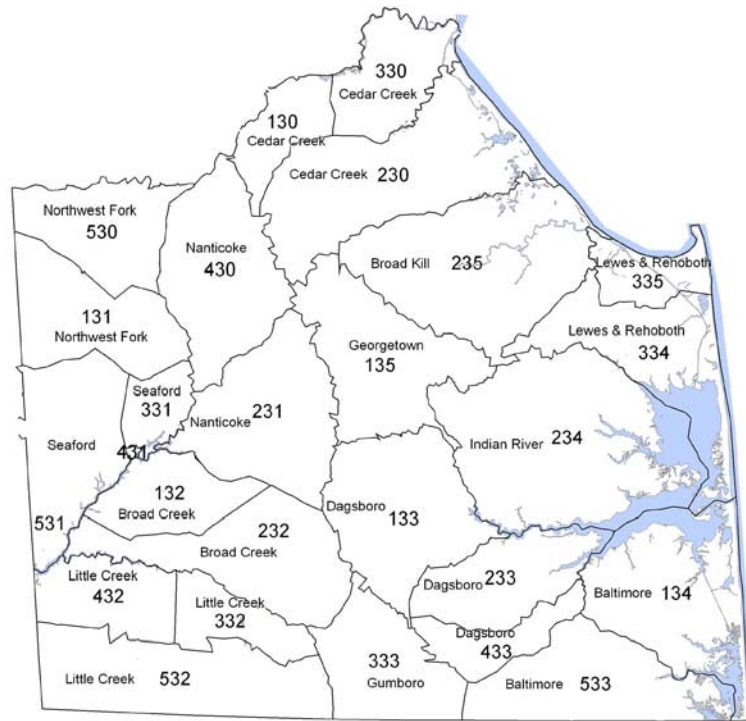 330
Cedar Creek
130
Cedar Creek
Cedar Creek 230
Northwest Fork
530
Nanticoke
430
Broad Kill 235
Lewes & Rehoboth
335
131
Northwest Fork
Lewes & Rehoboth
334
Georgetown
135
Seaford
331
Nanticoke 231
Seaford
431
Indian River 234
132
Broad Creek
Dagsboro
133
531
232
Broad Creek
Little Creek
432
Little Creek
332
Dagsboro 233
Baltimore 134
Dagsboro
433
333
Gumboro
Little Creek 532
Baltimore 533